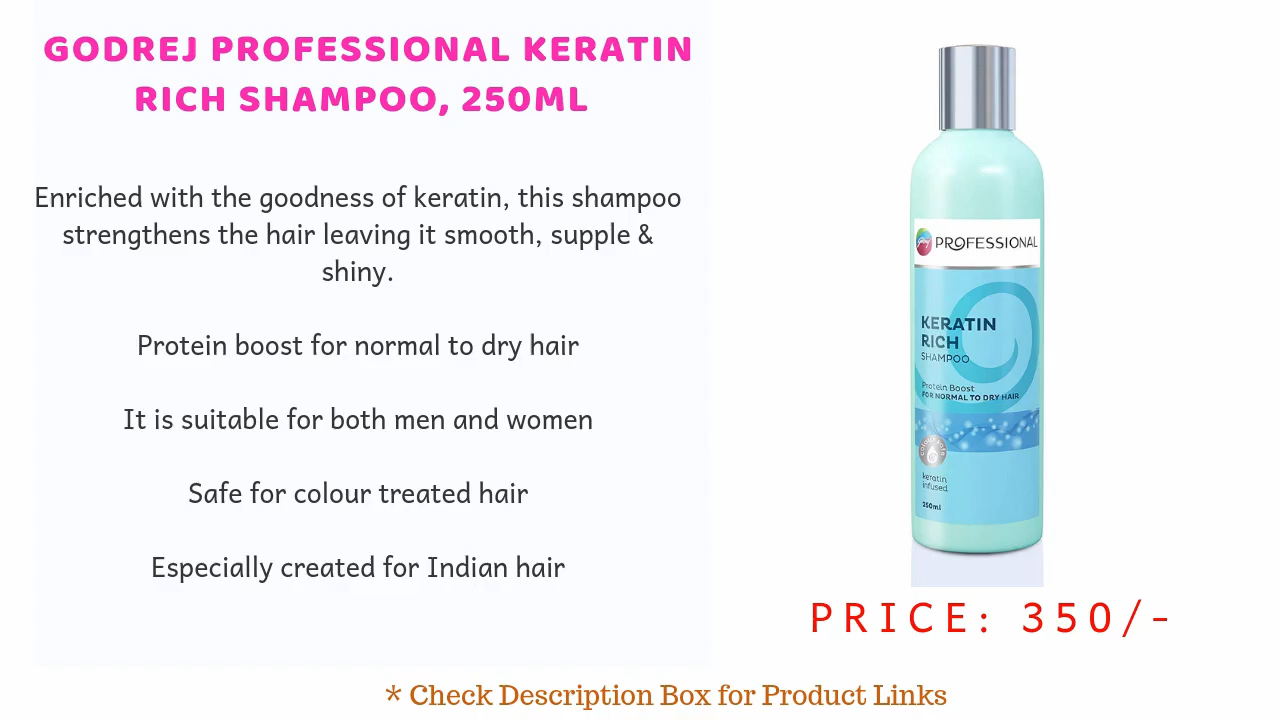 GODREJ PROFESSIONAL KERATIN
RICH SHAMPOO, 250ML
Enriched with the goodness of keratin, this shampoo
strengthens the hair leaving it smooth, supple &
shiny.
Protein boost for normal to dry hair
It is suitable for both men and women
Safe for colour treated hair
Especially created for Indian hair
PROFESSIONAL
KERATIN
RICH
SHAMPOO
Protein Boost
FOR NORMAL TO DRY HAIR
keratin
infused
250ml
PRICE: 350/-
* Check Description Box for Product Links